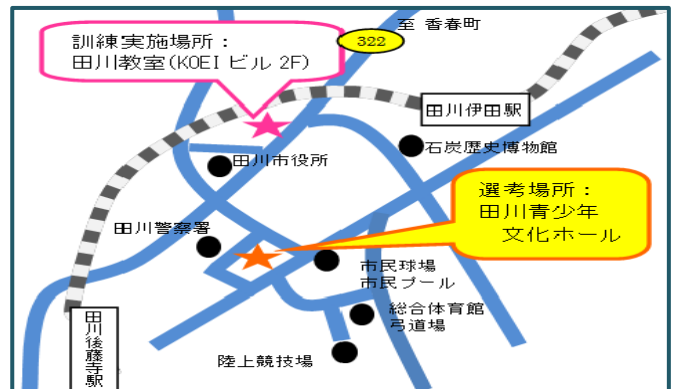 訓練実施場所：
田川教室(KOEIビル 2F)
至 香春町
322
田川伊田駅
石炭歴史博物館
田川市役所
選考場所：
田川青少年
文化ホール
田川警察署
市民球場
市民プール
総合体育館
弓道場
陸上競技場
田川後藤寺駅